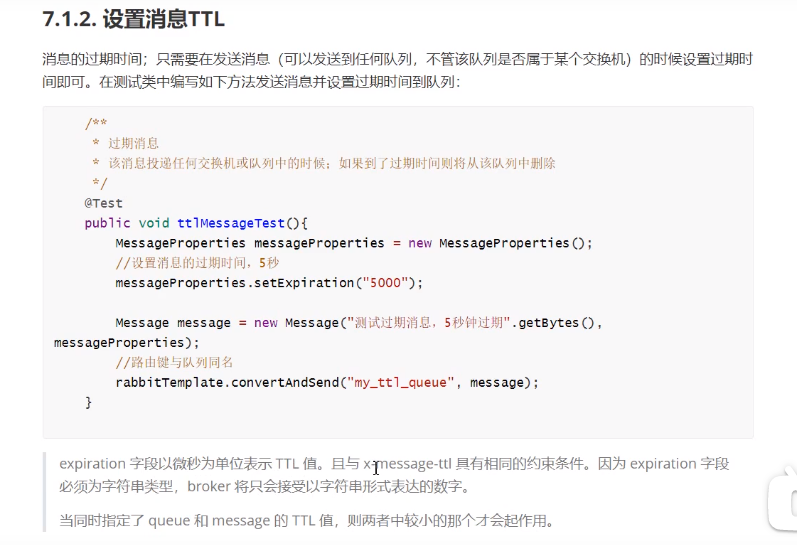 7.1.2. 设置消息TTL
消息的过期时间；只需要在发送消息（可以发送到任何队列，不管该队列是否属于某个交换机）的时候设置过期时
间即可。在测试类中编写如下方法发送消息并设置过期时间到队列：
/**
* 过期消息
* 该消息投递任何交换机或队列中的时候；如果到了过期时间则将从该队列中删除
*/
@Test
public void ttlMessageTest(){
MessageProperties messageProperties = new MessageProperties();
//设置消息的过期时间，5秒
messageProperties.setExpiration("5000");
Message message = new Message("测试过期消息，5秒钟过期".getBytes(),
messageProperties);
//路由键与队列同名
rabbitTemplate.convertAndSend("my_ttl_queue", message);
}
expiration 字段以微秒为单位表示 TTL 值。且与 x-message-ttl 具有相同的约束条件。因为 expiration 字段
必须为字符串类型，broker 将只会接受以字符串形式表达的数字。
当同时指定了 queue 和 message 的 TTL 值，则两者中较小的那个才会起作用。